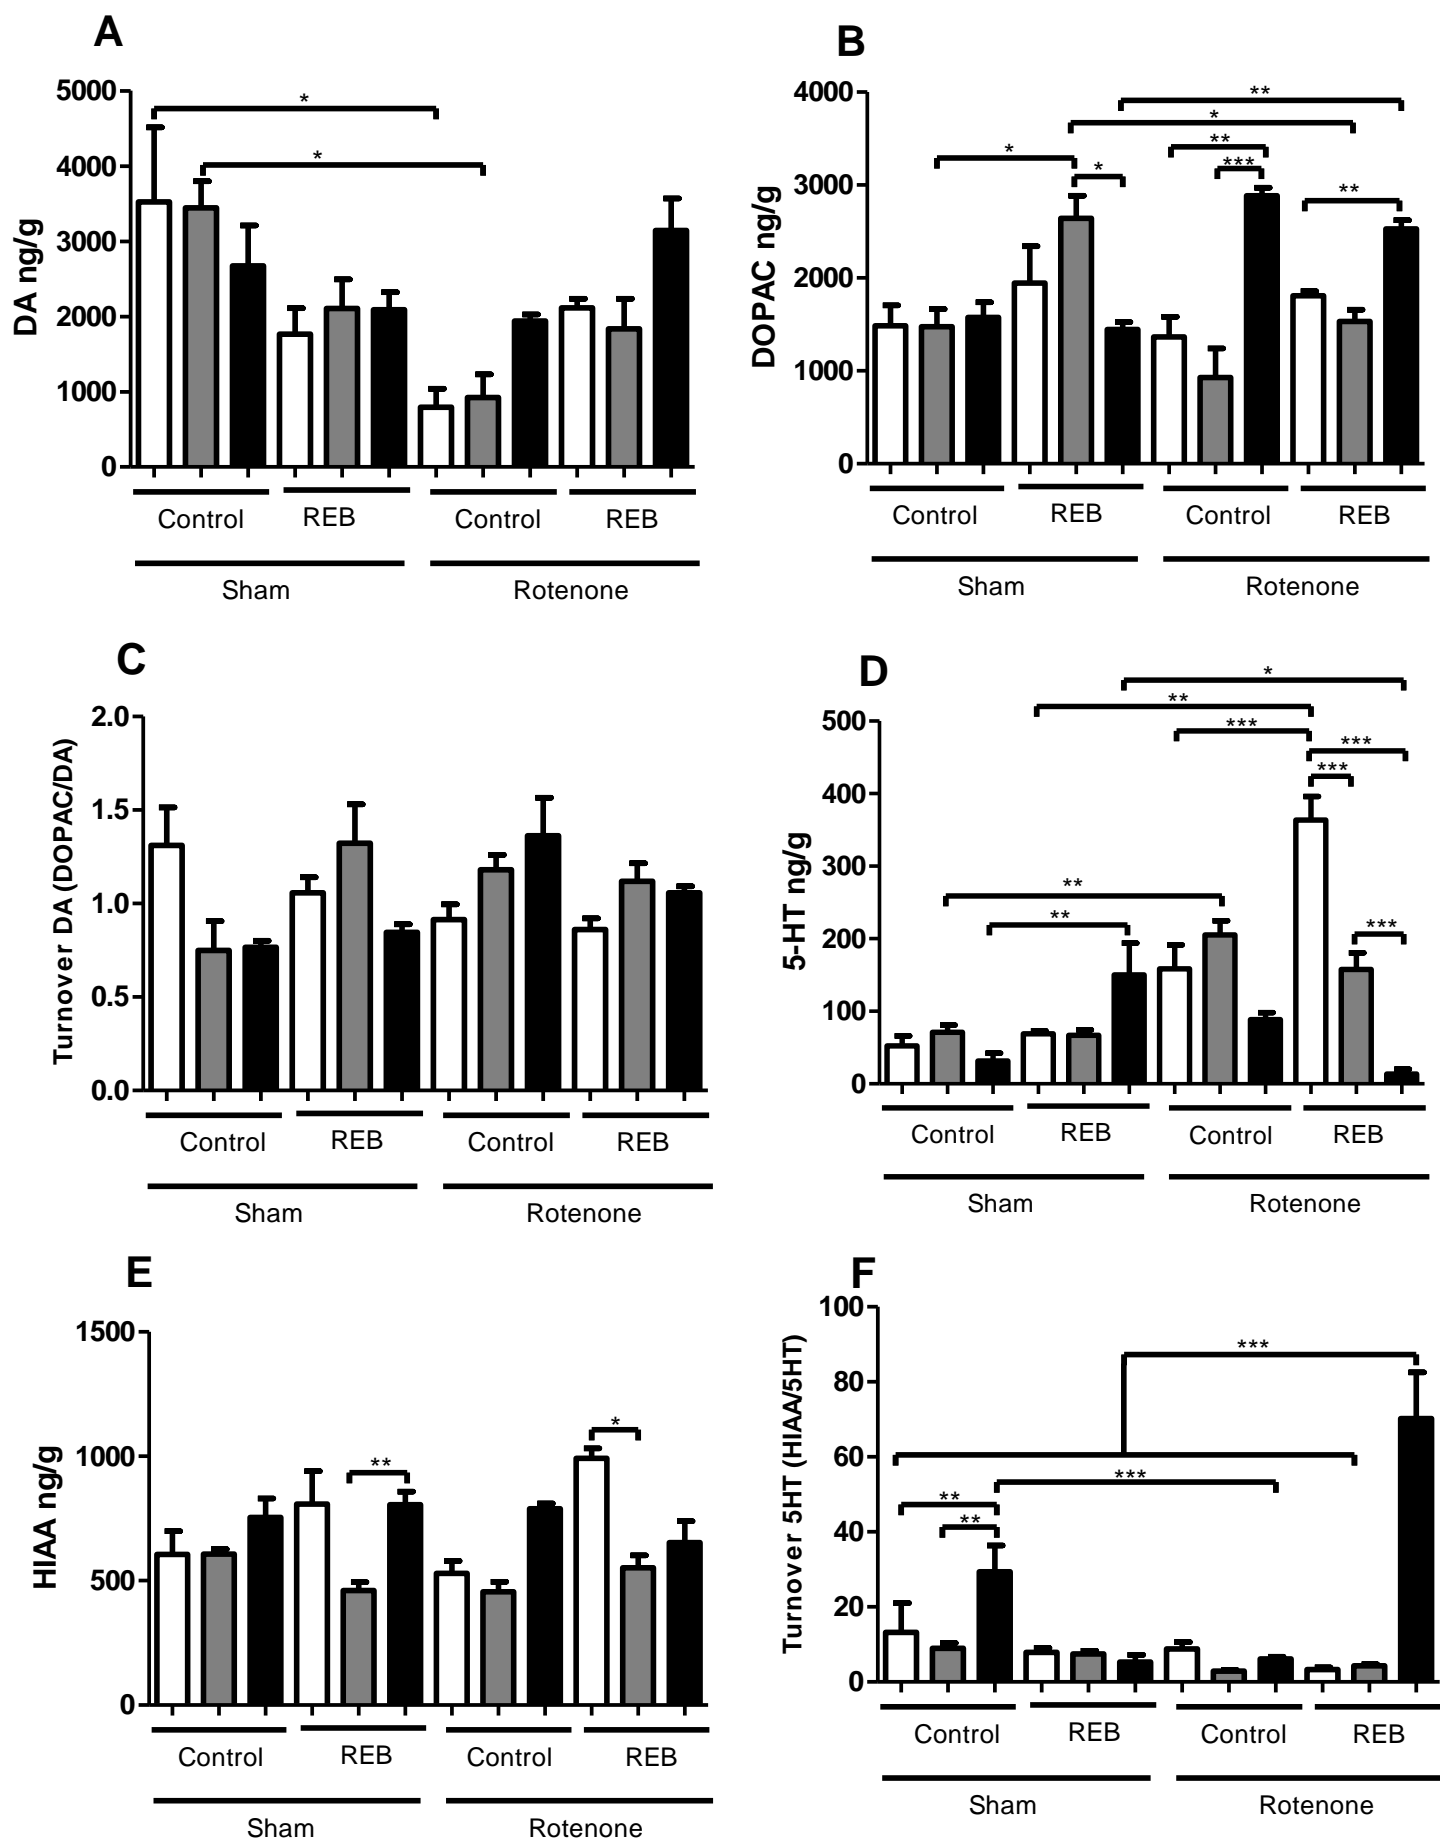 A
DA ng/g
5000
4000
3000
2000
1000
0
*
*
Control
REB
Control
REB
Sham
Rotenone
B
DOPAC ng/g
4000
3000
2000
1000
0
**
*
**
*
***
*
**
Control
REB
Control
REB
Sham
Rotenone
C
Turnover DA (DOPAC/DA)
2.0
1.5
1.0
0.5
0.0
Control
REB
Control
REB
Sham
Rotenone
D
5-HT ng/g
500
400
300
200
100
0
*
**
***
***
***
**
**
***
Control
REB
Control
REB
Sham
Rotenone
E
HIAA ng/g
1500
1000
500
0
*
**
Control
REB
Control
REB
Sham
Rotenone
F
Turnover 5HT (HIAA/5HT)
100
80
60
40
20
0
***
***
**
**
Control
REB
Control
REB
Sham
Rotenone